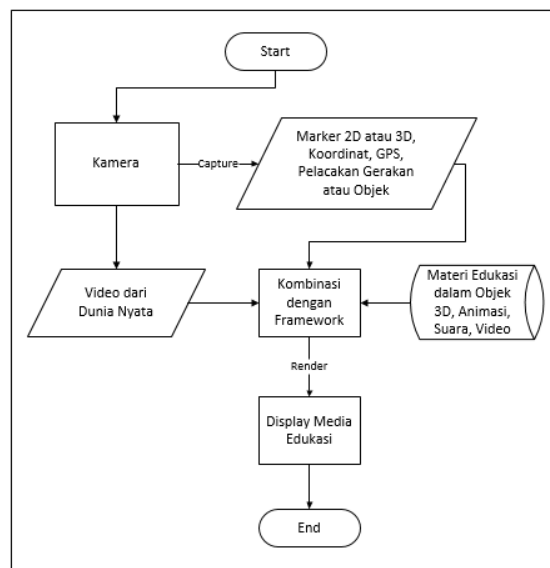 Start
Kamera
Capture
Marker 2D atau 3D,
Koordinat, GPS,
Pelacakan Gerakan
atau Objek
Video dari
Dunia Nyata
Kombinasi
dengan
Framework
Materi Edukasi
dalam Objek
3D, Animasi,
Suara, Video
Render
Display Media
Edukasi
End